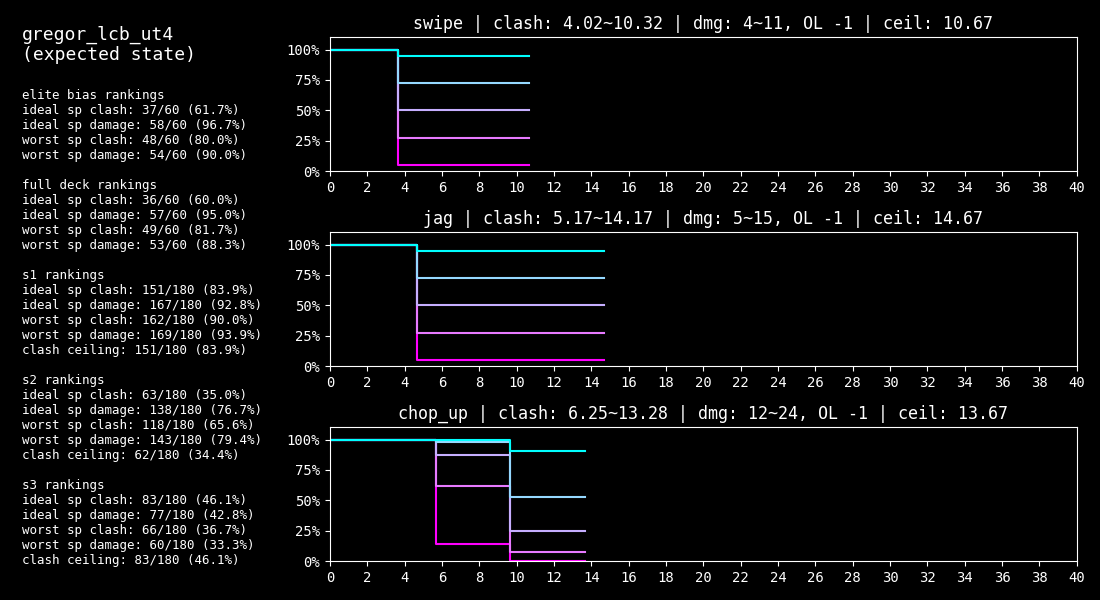 gregor_lcb_ut4
(expected state)
elite bias rankings
ideal sp clash: 37/60 (61.7%)
ideal sp damage: 58/60 (96.7%)
worst sp clash: 48/60 (80.0%)
worst sp damage: 54/60 (90.0%)
full deck rankings
ideal sp clash: 36/60 (60.0%)
ideal sp damage: 57/60 (95.0%)
worst sp clash: 49/60 (81.7%)
worst sp damage: 53/60 (88.3%)
s1 rankings
ideal sp clash: 151/180 (83.9%)
ideal sp damage: 167/180 (92.8%)
worst sp clash: 162/180 (90.0%)
worst sp damage: 169/180 (93.9%)
clash ceiling: 151/180 (83.9%)
s2 rankings
ideal sp clash: 63/180 (35.0%)
ideal sp damage: 138/180 (76.7%)
worst sp clash: 118/180 (65.6%)
worst sp damage: 143/180 (79.4%)
clash ceiling: 62/180 (34.4%)
s3 rankings
ideal sp clash: 83/180 (46.1%)
ideal sp damage: 77/180 (42.8%)
worst sp clash: 66/180 (36.7%)
worst sp damage: 60/180 (33.3%)
clash ceiling: 83/180 (46.1%)
swipe | clash: 4.02~10.32 | dmg: 4~11, OL -1 | ceil: 10.67
100%
75%
50%
25%
0%
0 2 4 6 8 10 12 14 16 18 20 22 24 26 28 30 32 34 36 38 40
jag | clash: 5.17~14.17 | dmg: 5~15, OL -1 | ceil: 14.67
100%
75%
50%
25%
0%
0 2 4 6 8 10 12 14 16 18 20 22 24 26 28 30 32 34 36 38 40
chop_up | clash: 6.25~13.28 | dmg: 12~24, OL -1 | ceil: 13.67
100%
75%
50%
25%
0%
0 2 4 6 8 10 12 14 16 18 20 22 24 26 28 30 32 34 36 38 40